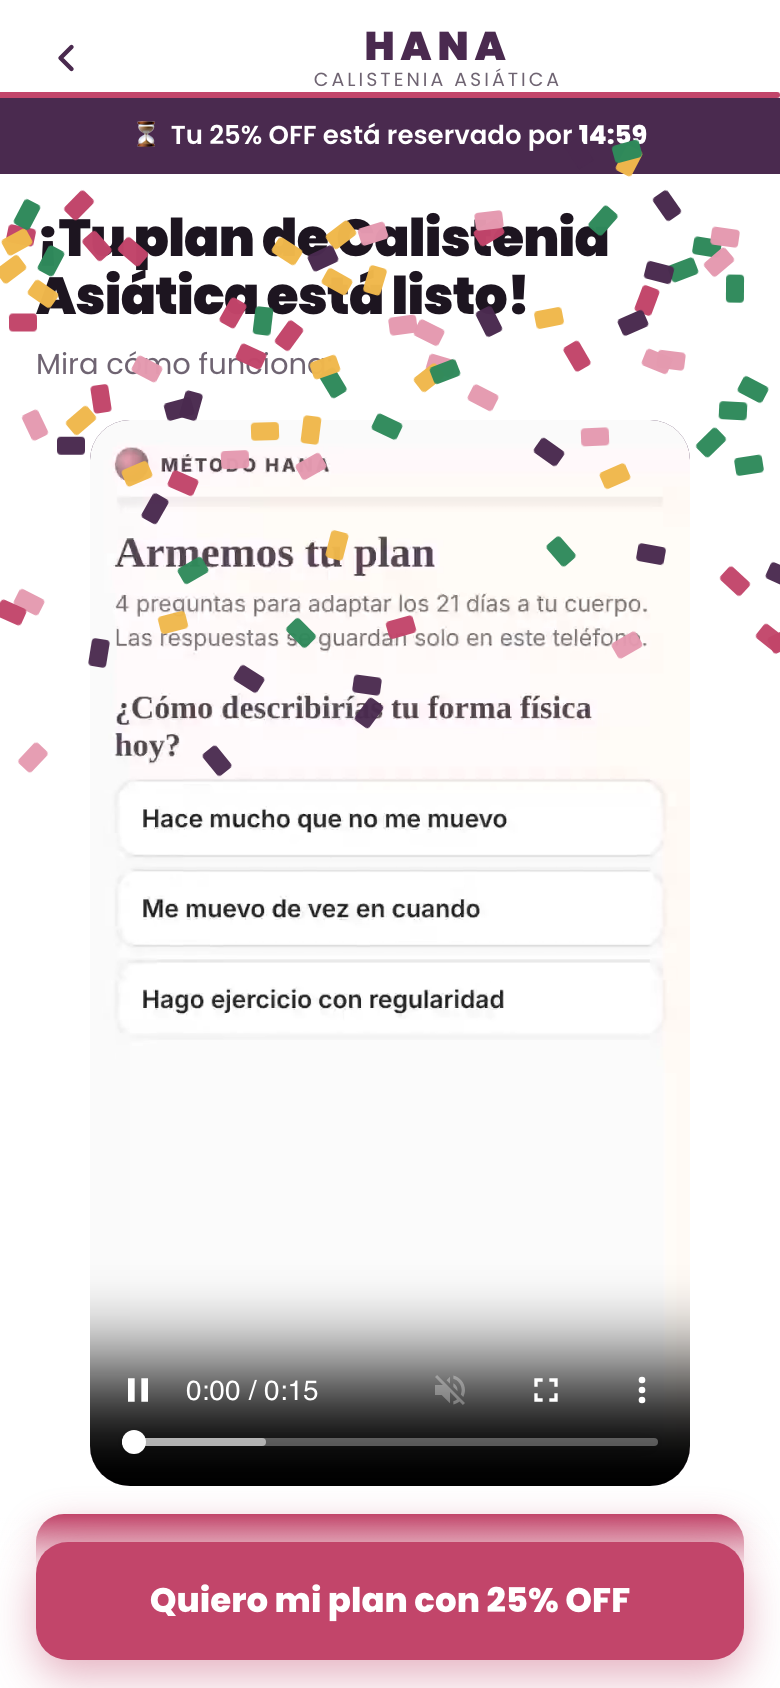 HANA
CALISTENIA ASIÁTICA
⏳ Tu 25% OFF está reservado por 14:59
¡Tu plan de Calistenia
Asiática está listo!
Mira cómo funciona
MÉTODO HANA
Armemos tu plan
4 preguntas para adaptar los 21 días a tu cuerpo.
Las respuestas se guardan solo en este teléfono.
¿Cómo describirías tu forma física
hoy?
Hace mucho que no me muevo
Me muevo de vez en cuando
Hago ejercicio con regularidad
0:00 / 0:15
Quiero mi plan con 25% OFF